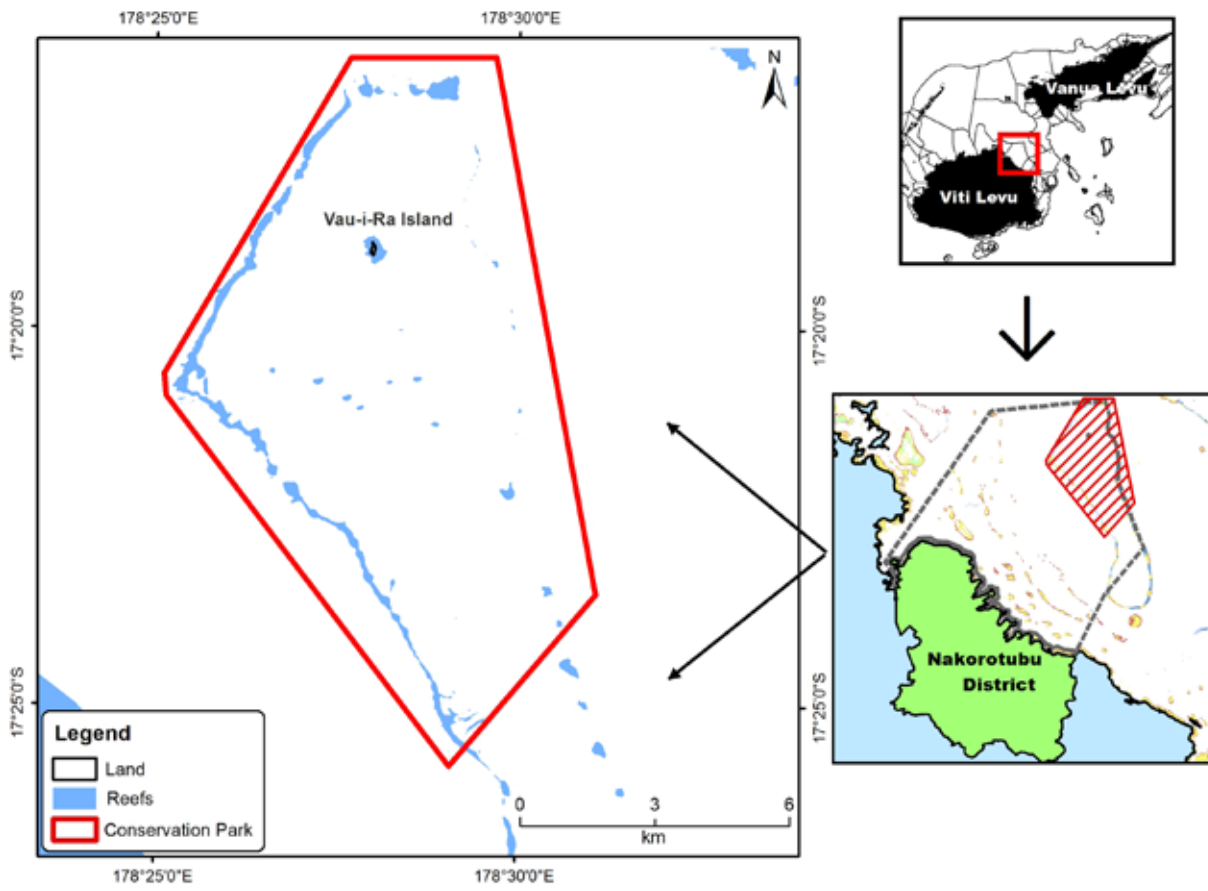 178°25'0"E
178°30'0"E
N
Vau-i-Ra Island
17°20'0"S
17°20'0"S
17°25'0"S
17°25'0"S
Legend
Land
Reefs
Conservation Park
0 3 6
km
178°25'0"E
178°30'0"E
Vanua Levu
Viti Levu
Nakorotubu
District